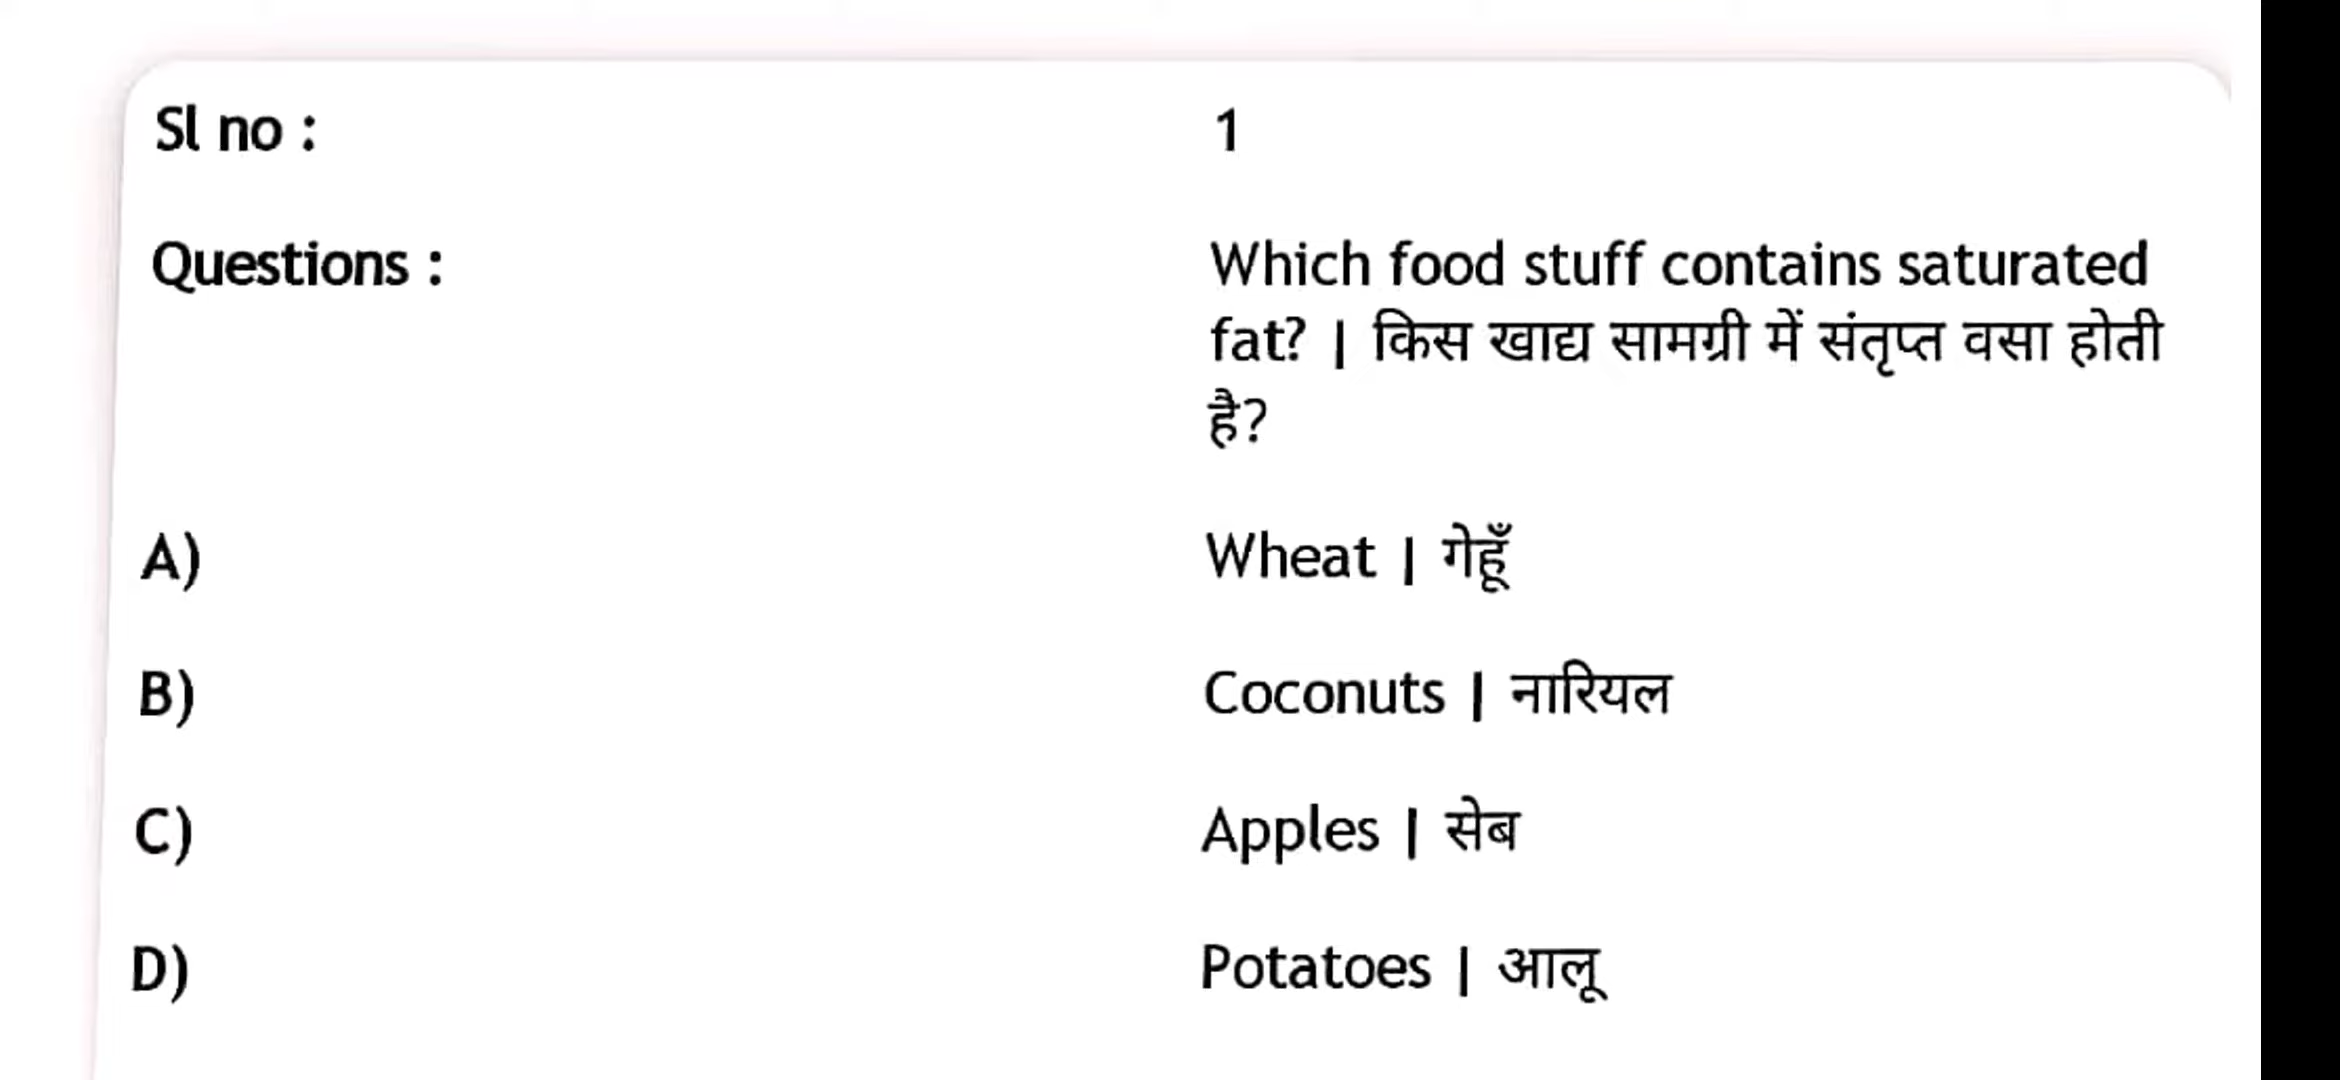 Sl no : 1
Questions : Which food stuff contains saturated
fat? | किस खाद्य सामग्री में संतृप्त वसा होती
है?
A) Wheat | गेहूँ
B) Coconuts | नारियल
C) Apples | सेब
D) Potatoes | आलू